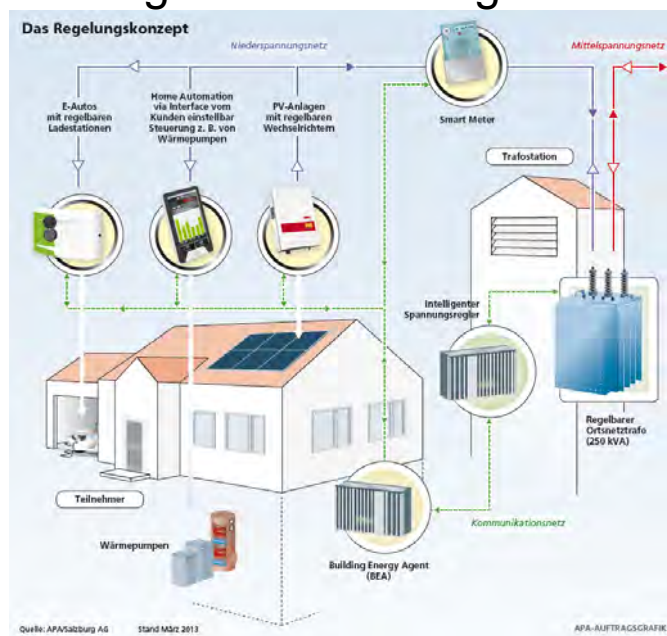 Das Regelungskonzept
Niederspannungsnetz
Mittelspannungsnetz
E-Autos
mit regelbaren
Ladestationen
Home Automation
via Interface vom
Kunden einstellbar
Steuerung z. B. von
Wärmepumpen
PV-Anlagen
mit regelbaren
Wechselrichtern
Smart Meter
Trafostation
Intelligenter
Spannungsregler
Regelbarer
Ortsnetztrafo
(250 kVA)
Teilnehmer
Wärmepumpen
Building Energy Agent
(BEA)
Kommunikationsnetz
Quelle: APA/Salzburg AG
Stand März 2013
APA-AUFTRAGSGRAFIK